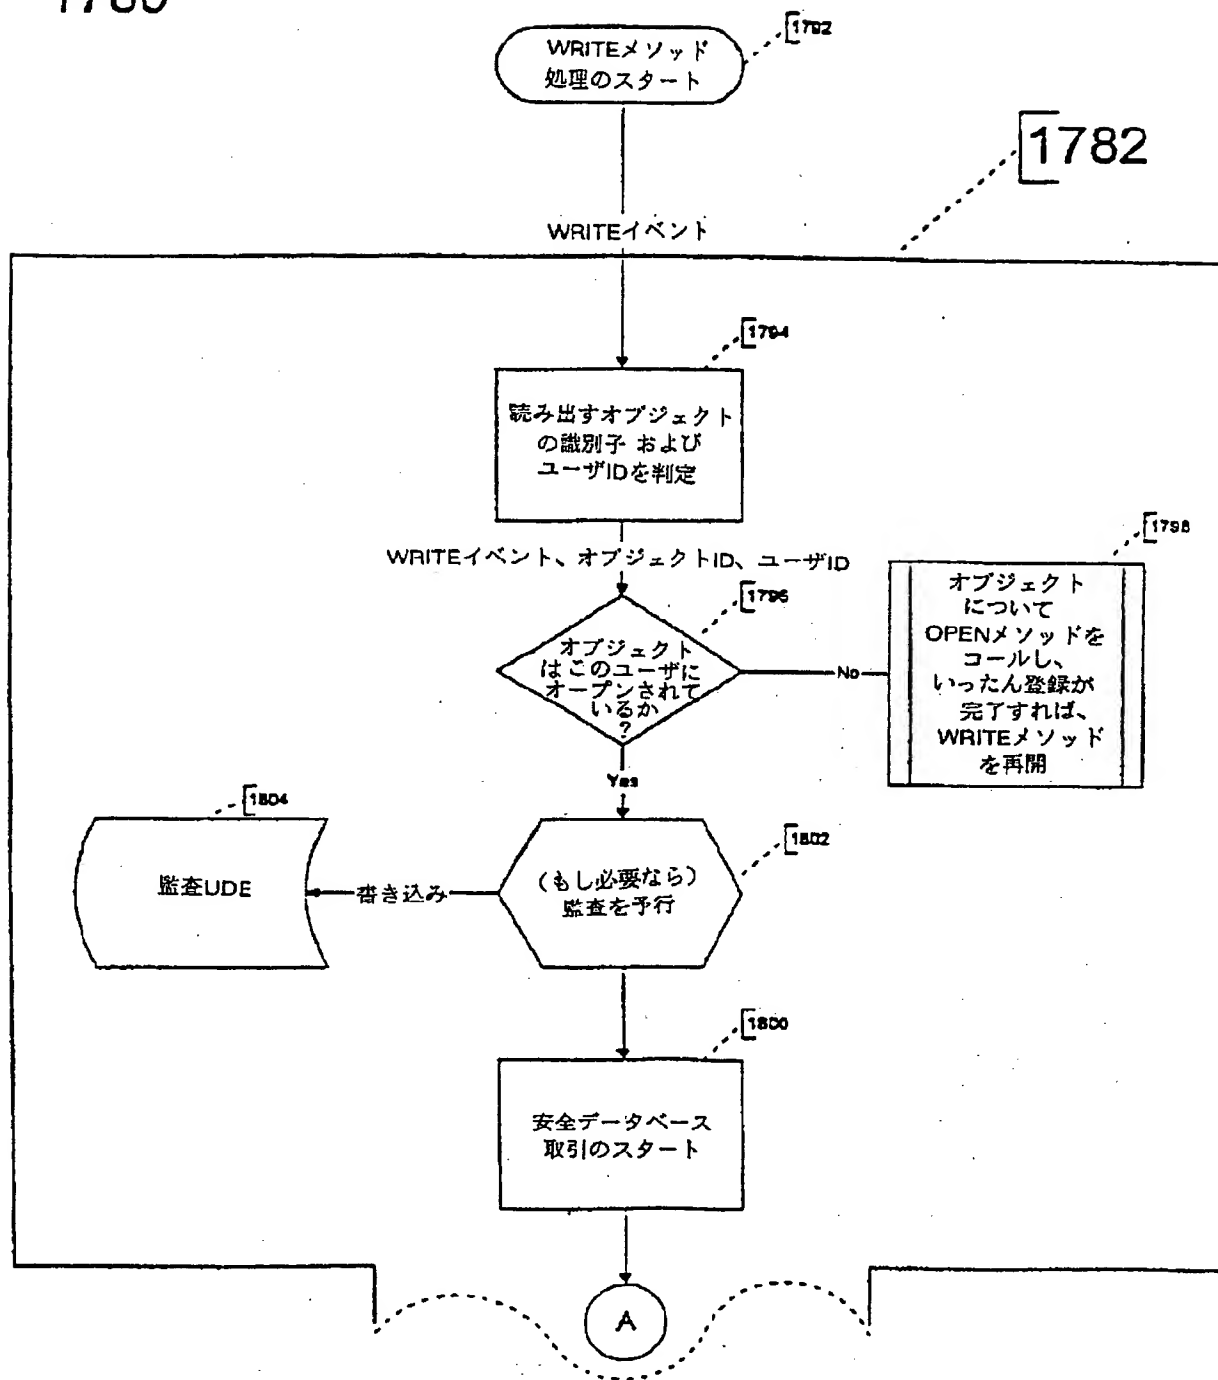 1780
WRITEメソッド
処理のスタート
1792
1782
WRITEイベント
1794
読み出すオブジェクト
の識別子 および
ユーザIDを判定
WRITEイベント、オブジェクトID、ユーザID
1796
オブジェクト
はこのユーザに
オープンされて
いるか
?
No
1798
オブジェクト
について
OPENメソッドを
コールし、
いったん登録が
完了すれば、
WRITEメソッド
を再開
Yes
1804
監査UDE
書き込み
1802
(もし必要なら)
監査を予行
1800
安全データベース
取引のスタート
A